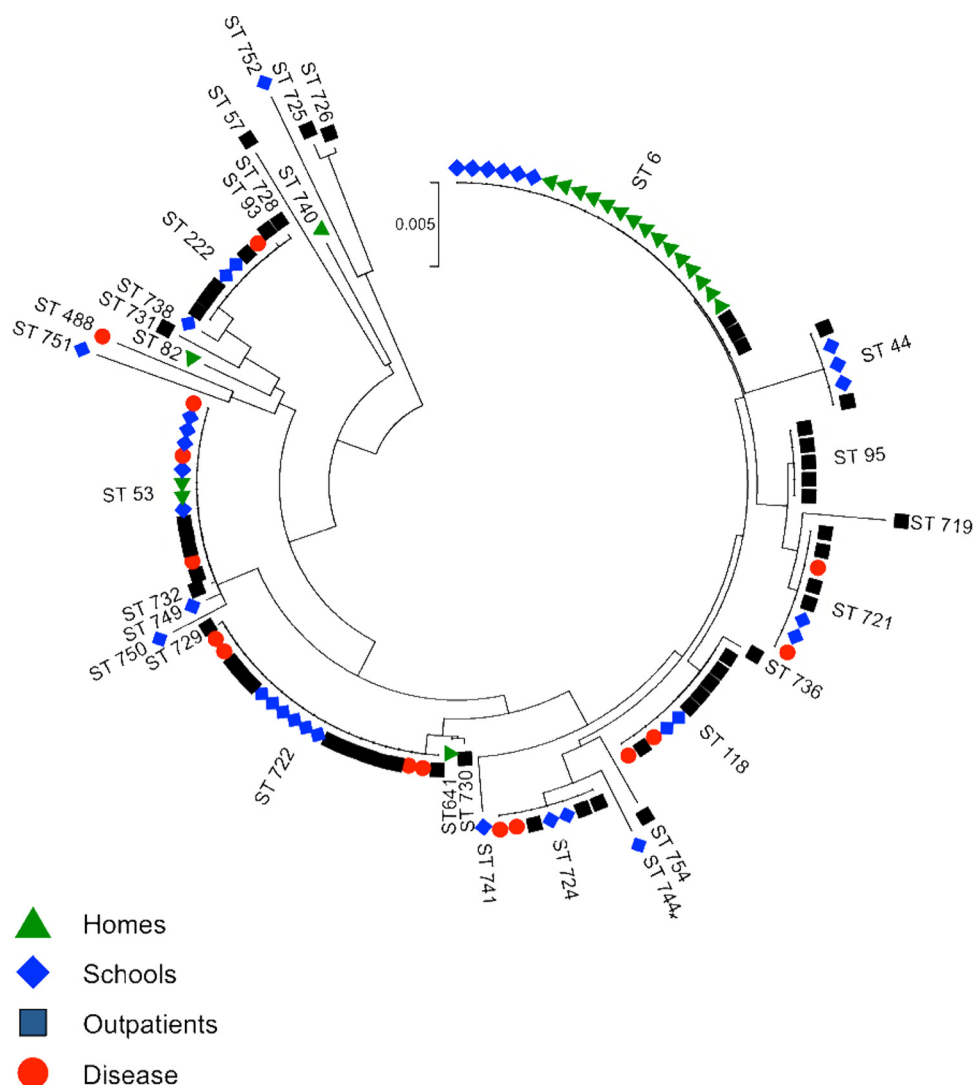 ST 752
ST 725
ST 726
ST 57
ST 728
ST 93
ST 740
ST 222
ST 738
ST 731
ST 488
ST 82
ST 751
0.005
ST 6
ST 44
ST 95
ST 719
ST 721
ST 736
ST 118
ST 53
ST 732
ST 749
ST 750
ST 729
ST 722
ST641
ST 730
ST 741
ST 724
ST 754
ST 744
Homes
Schools
Outpatients
Disease